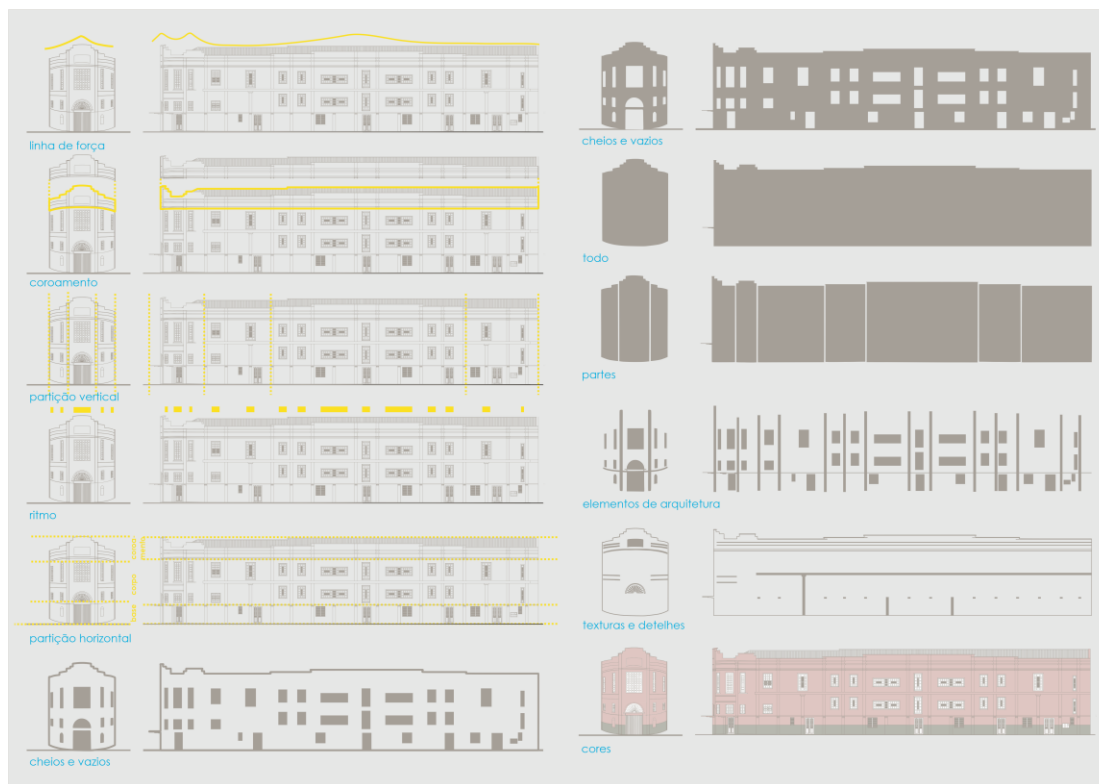 linha de força
coroamento
partição vertical
ritmo
partição horizontal
cheios e vazios
cheios e vazios
todo
partes
elementos de arquitetura
texturas e detelhes
cores